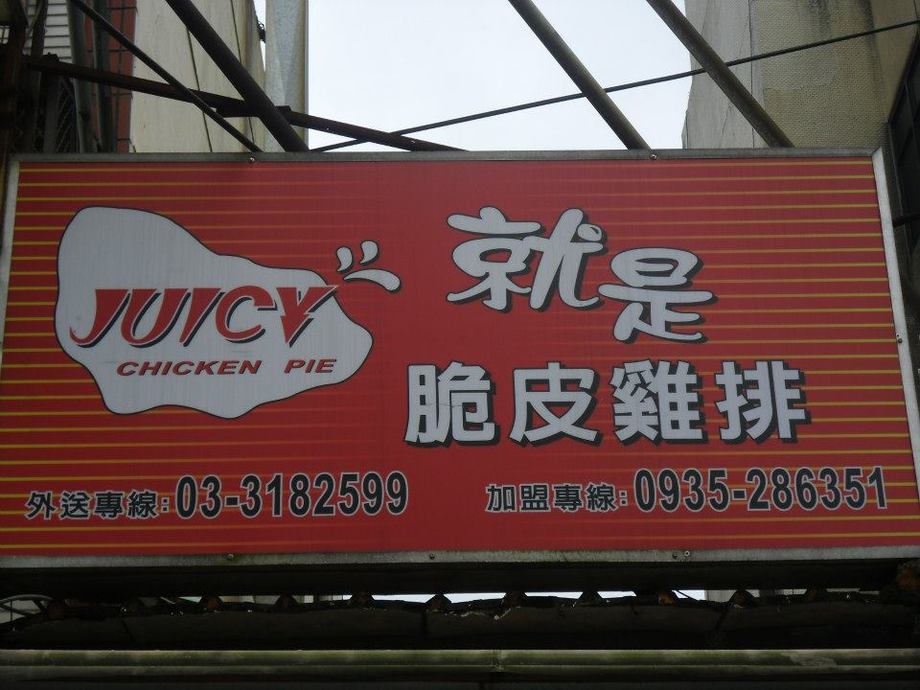 JUICY
CHICKEN PIE
就是
脆皮雞排
外送專線:03-3182599
加盟專線:0935-286351